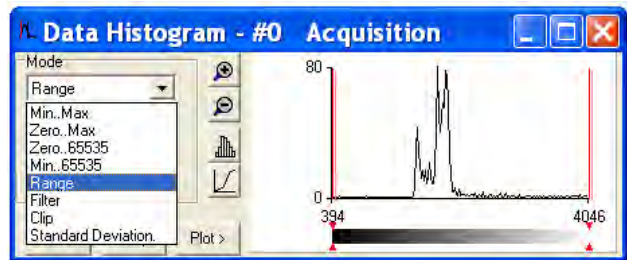 Data Histogram - #0 Acquisition
Mode
Range
Min..Max
Zero..Max
Zero..65535
Min..65535
Range
Filter
Clip
Standard Deviation.
Plot >
80
0
394
4046